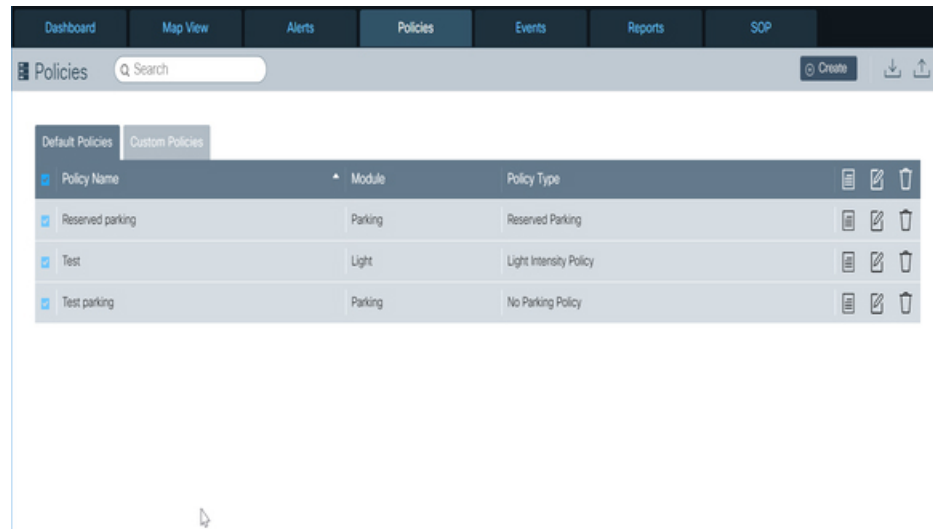 Dashboard Map View Alerts Policies Events Reports SOP
Policies Search Create
Default Policies Custom Policies
Policy Name Module Policy Type
Reserved parking Parking Reserved Parking
Test Light Light Intensity Policy
Test parking Parking No Parking Policy